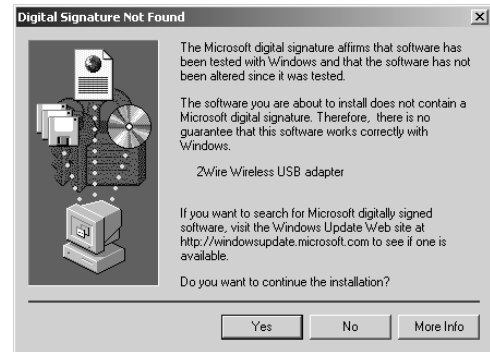 Digital Signature Not Found
The Microsoft digital signature affirms that software has
been tested with Windows and that the software has not
been altered since it was tested.
The software you are about to install does not contain a
Microsoft digital signature. Therefore,  there is no
guarantee that this software works correctly with
Windows.
2Wire Wireless USB adapter
If you want to search for Microsoft digitally signed
software, visit the Windows Update Web site at
http://windowsupdate.microsoft.com to see if one is
available.
Do you want to continue the installation?
Yes No More Info